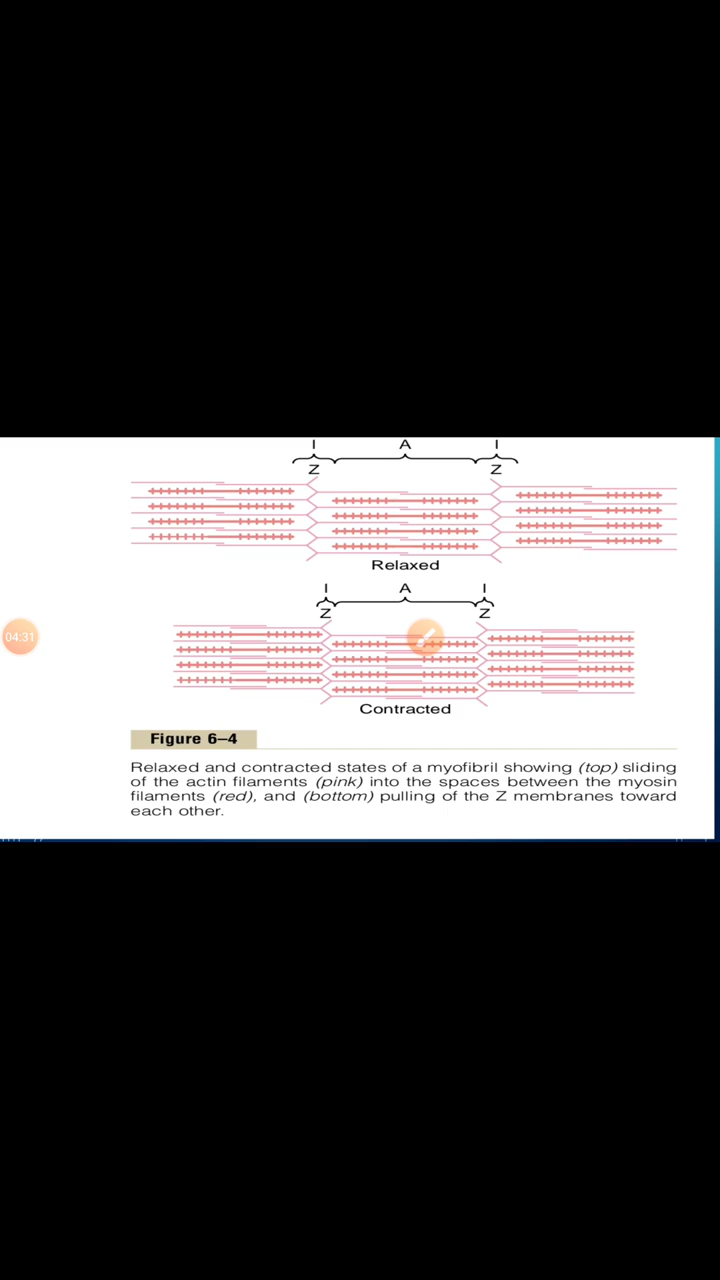 I A I
Z Z
Relaxed
I A I
Z Z
04:31
Contracted
Figure 6–4
Relaxed and contracted states of a myofibril showing (top) sliding
of the actin filaments (pink) into the spaces between the myosin
filaments (red), and (bottom) pulling of the Z membranes toward
each other.